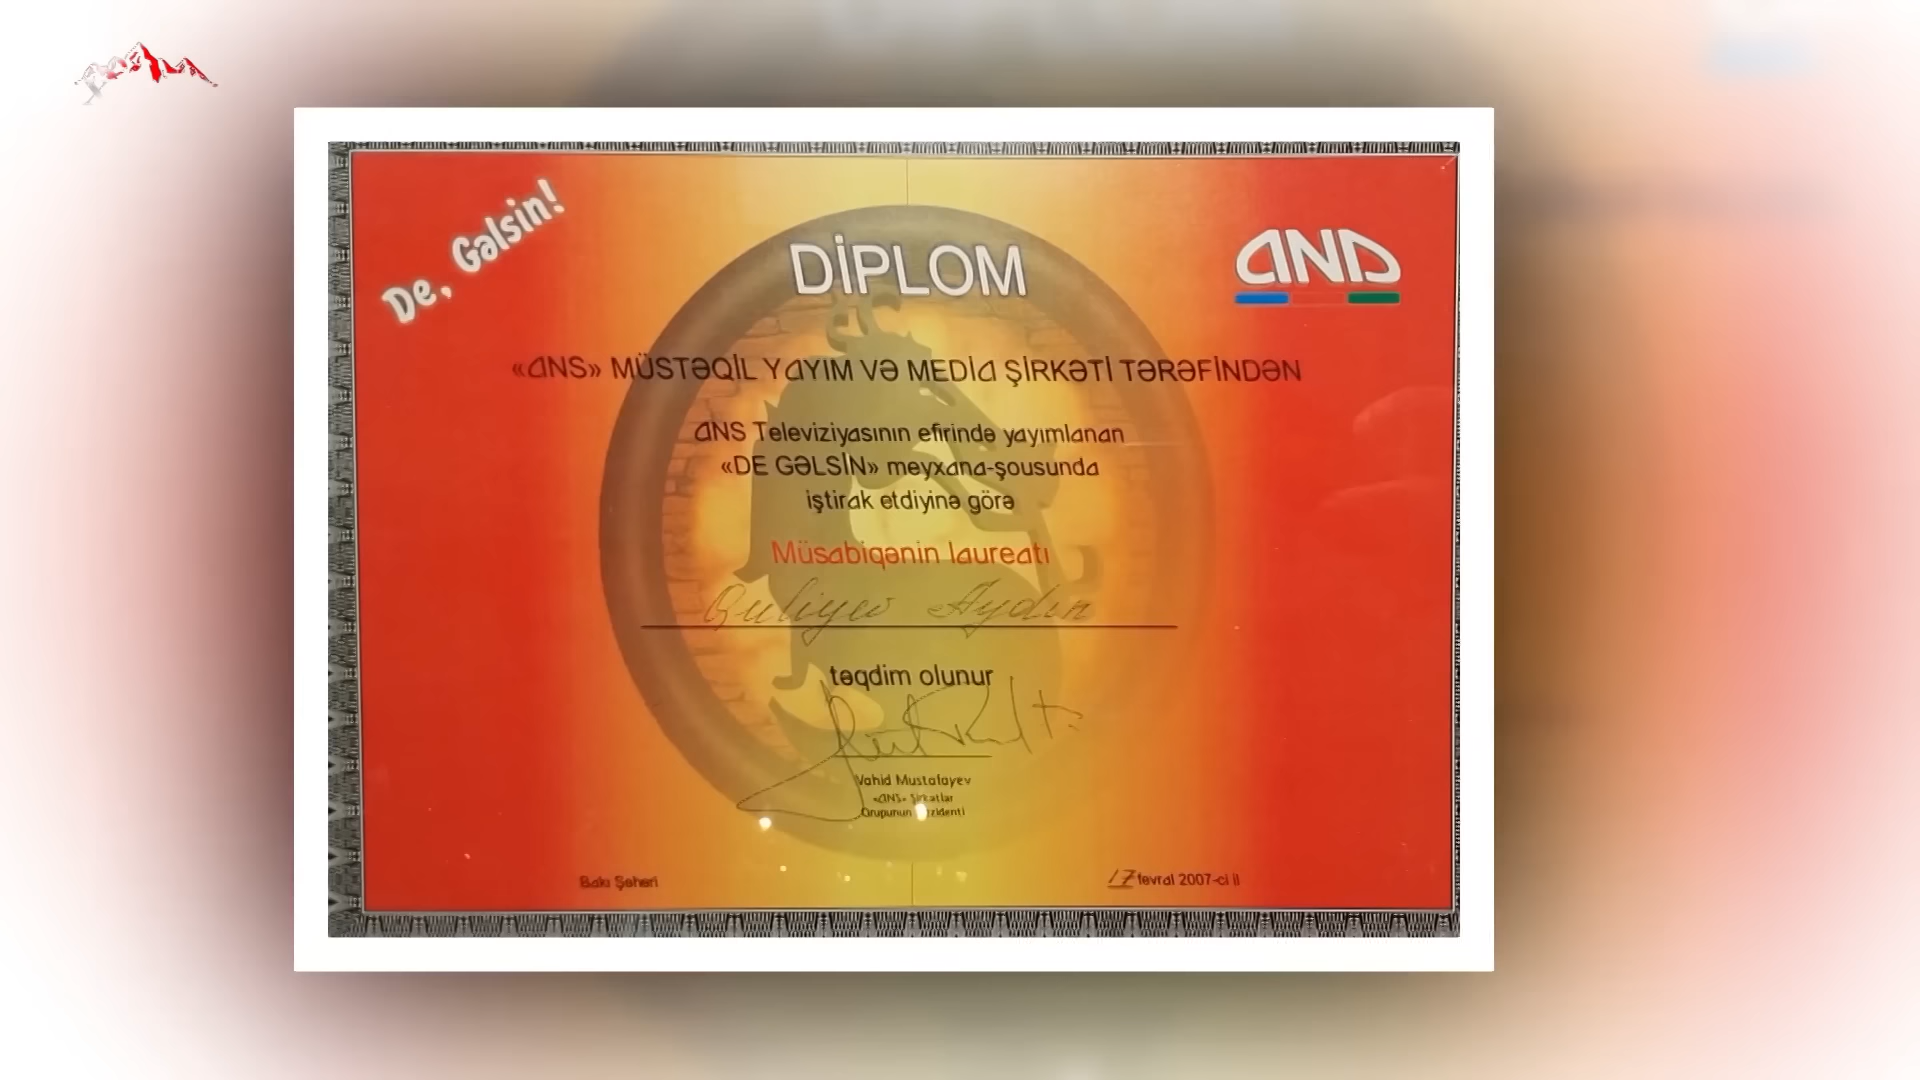 De, Gəlsin!
DİPLOM
ANS
«ANS» MÜSTƏQİL YAYIM VƏ MEDİA ŞİRKƏTİ TƏRƏFİNDƏN
ANS Televiziyasının efirində yayımlanan
«DE GƏLSİN» meyxana-şousunda
iştirak etdiyinə görə
Müsabiqənin laureatı
Quliyev Aydın
təqdim olunur
Vahid Mustafayev
«ANS» Şirkətlər
Qrupunun
Bakı Şəhəri
17 fevral 2007-ci il